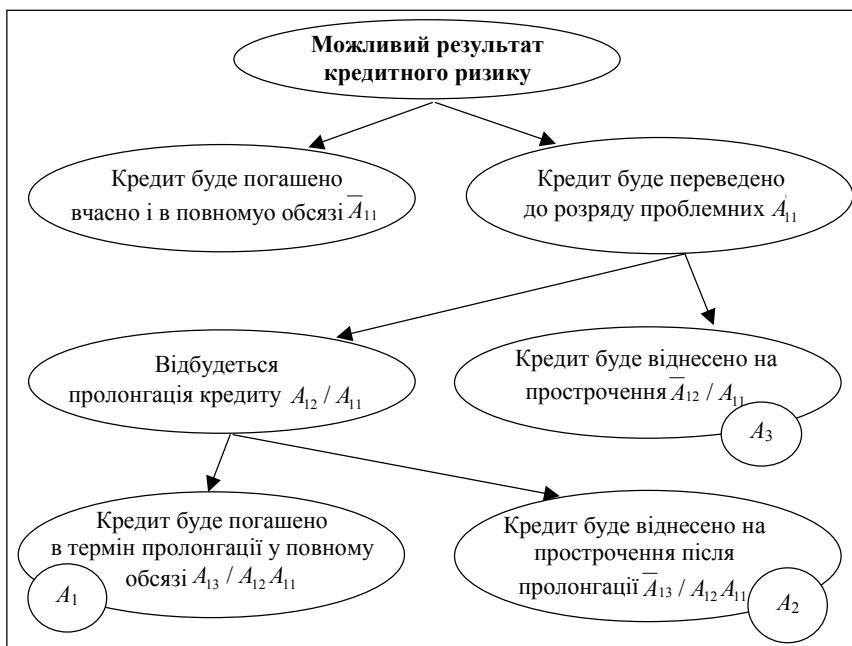 Можливий результат
кредитного ризику
Кредит буде погашено
вчасно і в повномуо обсязі A̅₁₁
Кредит буде переведено
до розряду проблемних A₁₁
Відбудеться
пролонгація кредиту A₁₂ / A₁₁
Кредит буде віднесено на
прострочення A̅₁₂ / A₁₁
A₃
Кредит буде погашено
в термін пролонгації у повному
обсязі A₁₃ / A₁₂ A₁₁
A₁
Кредит буде віднесено на
прострочення після
пролонгації A̅₁₃ / A₁₂ A₁₁
A₂